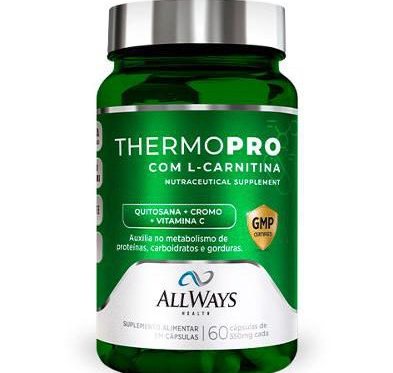 THERMOPRO
COM L-CARNITINA
NUTRACEUTICAL SUPPLEMENT
QUITOSANA + CROMO
+ VITAMINA C
GMP
CERTIFIED
Auxilia no metabolismo de
proteínas, carboidratos e gorduras.
ALLWAYS
HEALTH
SUPLEMENTO ALIMENTAR
EM CÁPSULAS
60 cápsulas de
350mg cada